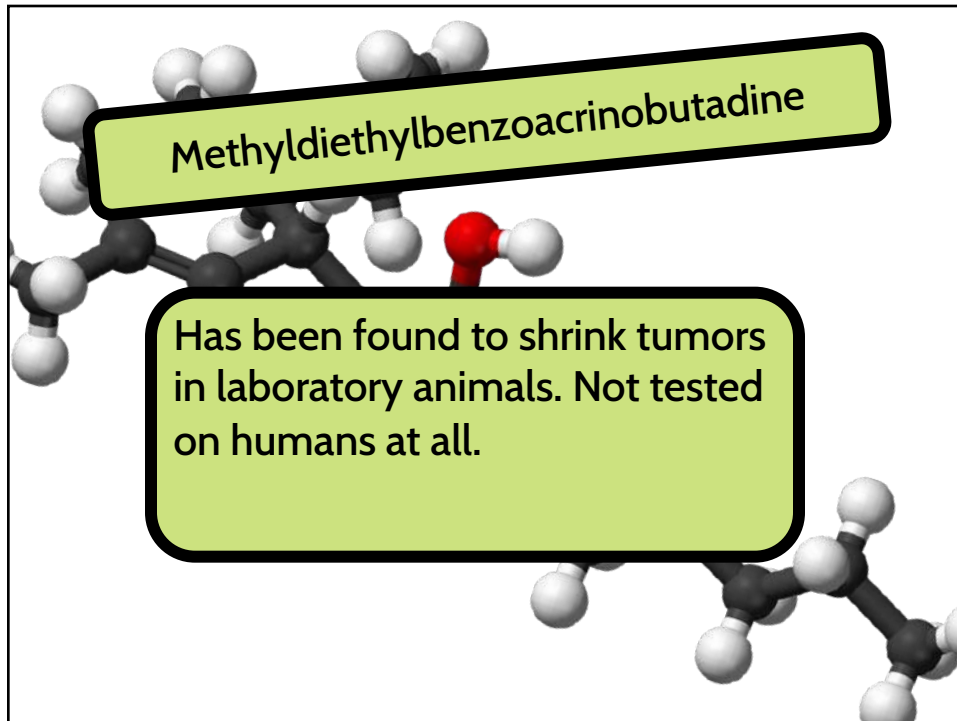 Methyldiethylbenzoacrinobutadine
Has been found to shrink tumors
in laboratory animals. Not tested
on humans at all.